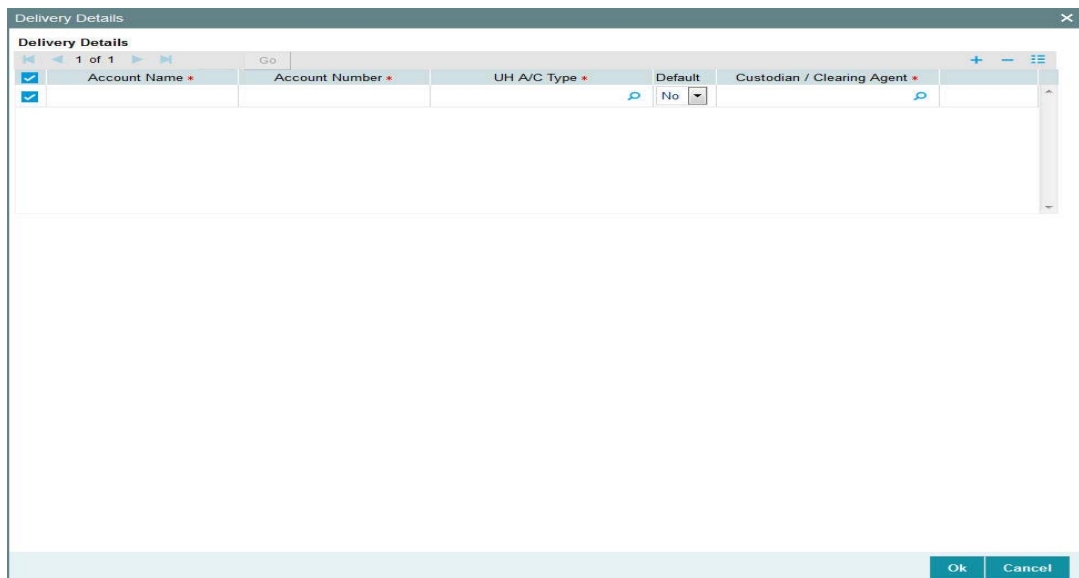 Delivery Details
Delivery Details
1 of 1 Go
Account Name * Account Number * UH A/C Type * Default Custodian / Clearing Agent *
No
Ok Cancel